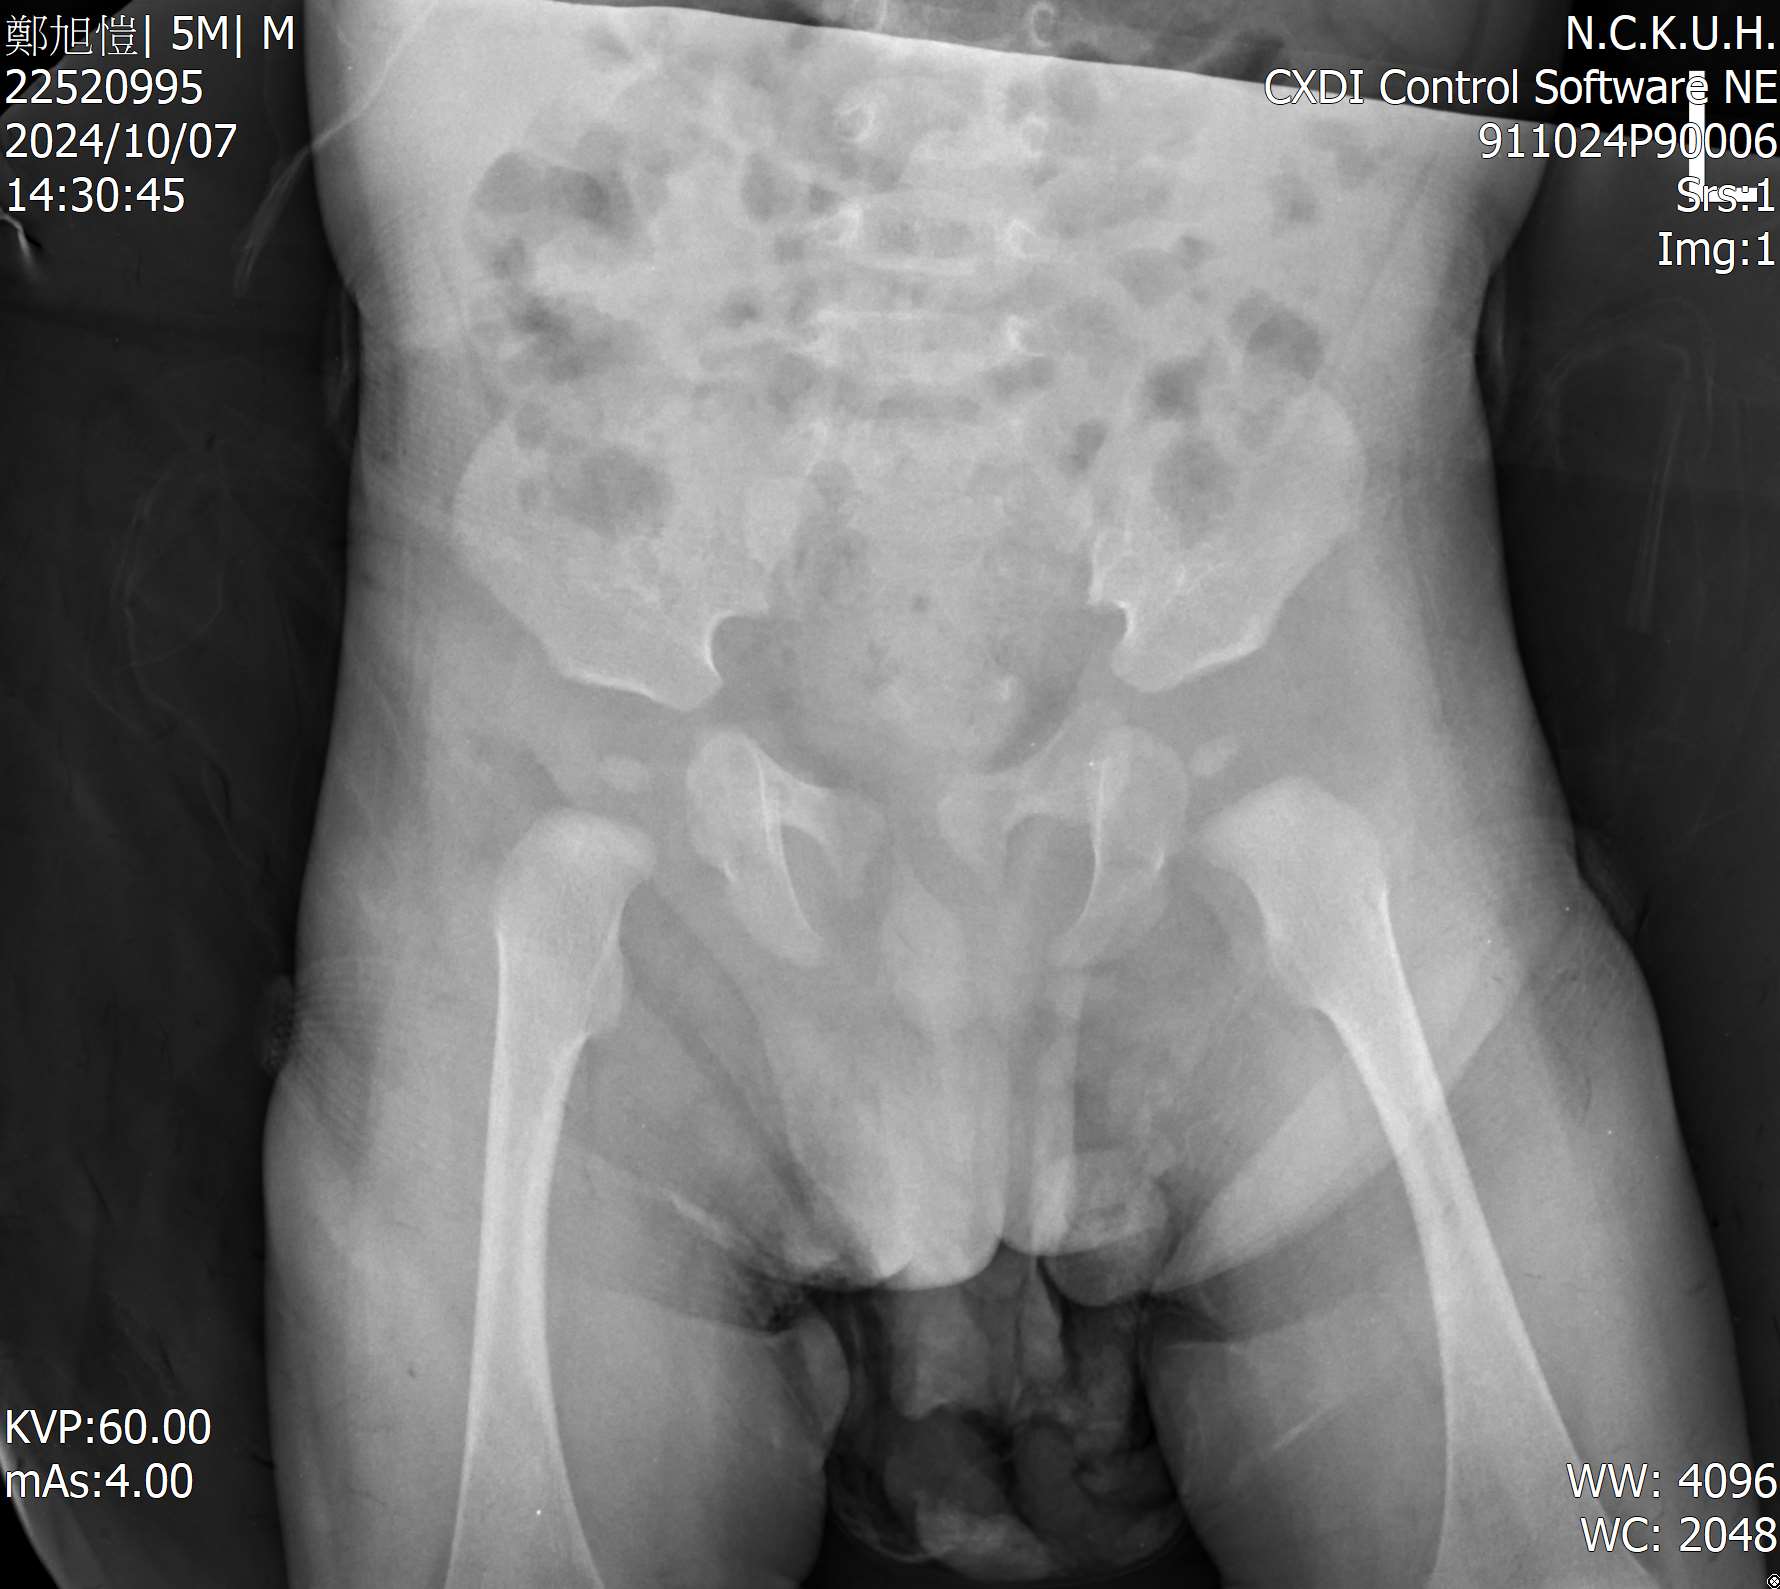 鄭旭愷| 5M| M
22520995
2024/10/07
14:30:45
N.C.K.U.H.
CXDI Control Software NE
911024P90006
Srs:1
Img:1
L
KVP:60.00
mAs:4.00
WW: 4096
WC: 2048